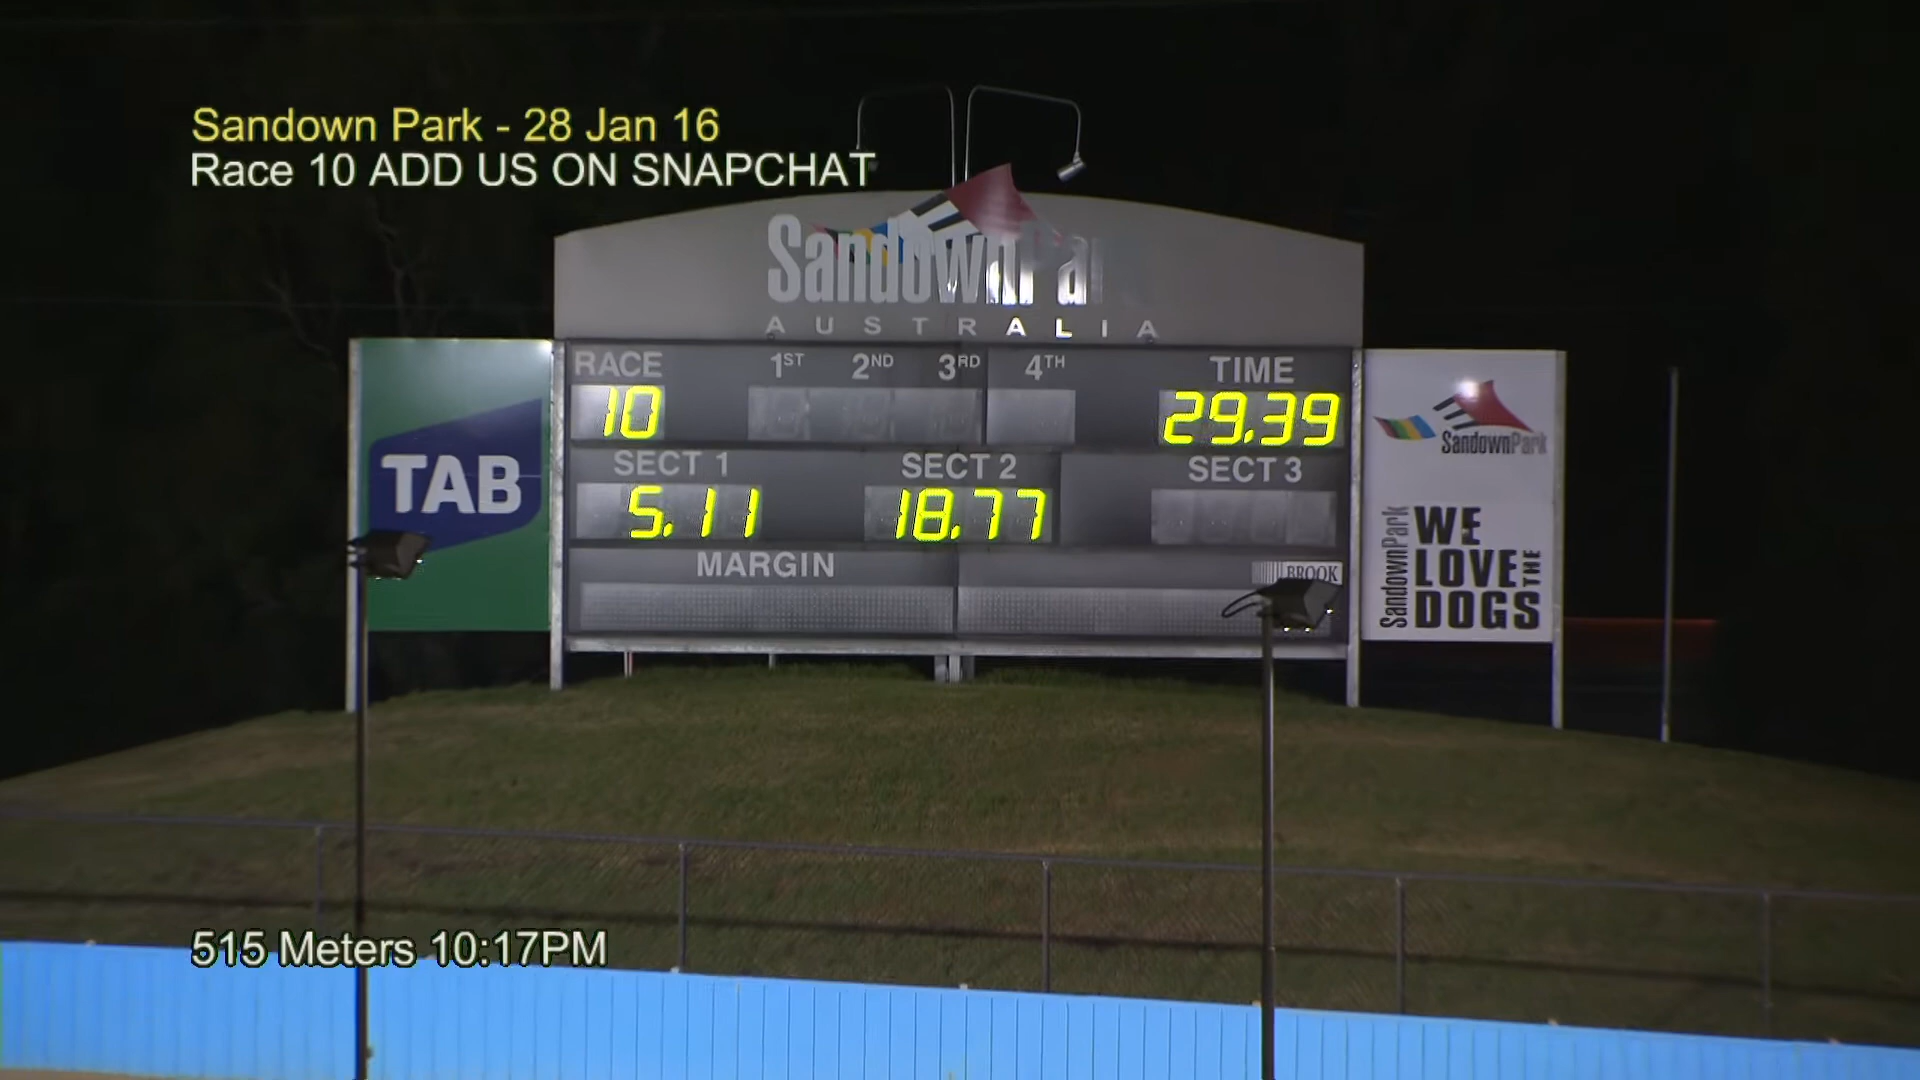 Sandown Park - 28 Jan 16
Race 10 ADD US ON SNAPCHAT
SandownPa
AUSTRALIA
RACE 1ST 2ND 3RD 4TH TIME
10 29.39
SECT 1 SECT 2 SECT 3
5.11 18.77
MARGIN
BROOK
TAB
SandownPark
SandownPark
WE
LOVE THE
DOGS
515 Meters 10:17PM